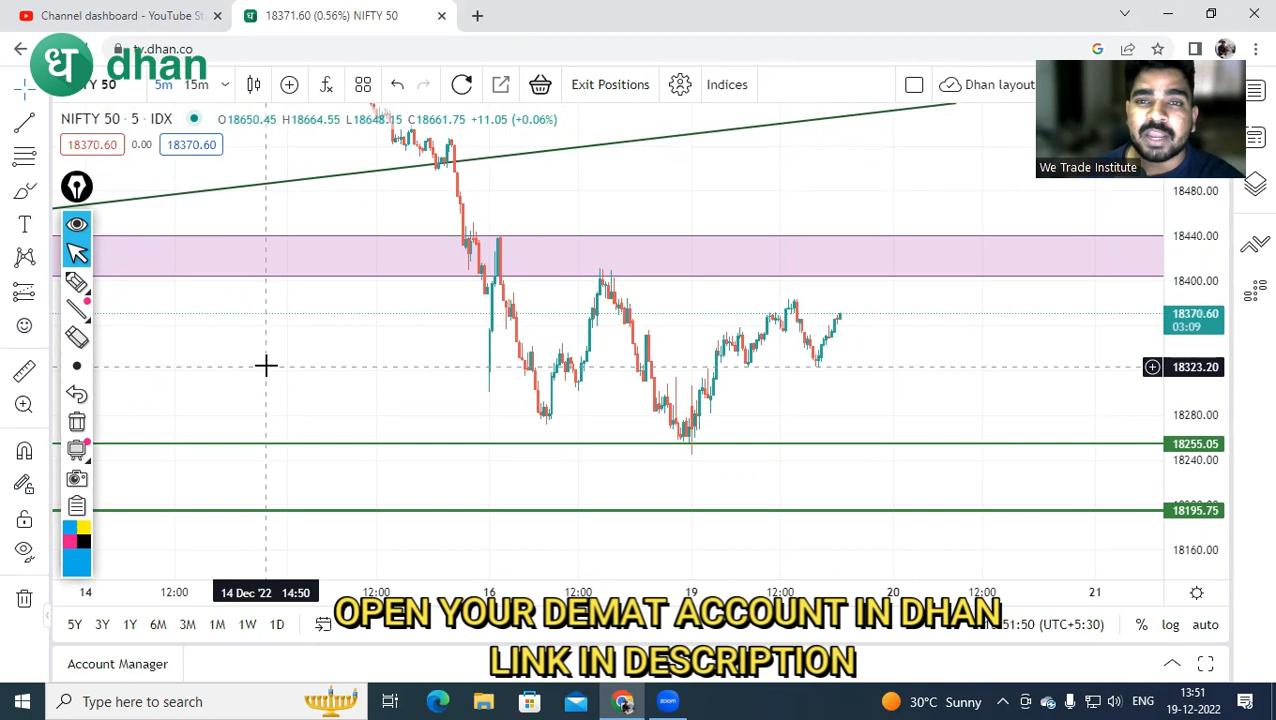 Channel dashboard - YouTube St
18371.60 (0.56%) NIFTY 50
tv.dhan.co
ध dhan
TY 50
5m
15m
Exit Positions
Indices
Dhan layout
NIFTY 50 · 5 · IDX
O18650.45 H18664.55 L18648.15 C18661.75 +11.05 (+0.06%)
18370.60
0.00
18370.60
We Trade Institute
18480.00
18440.00
18400.00
18370.60
03:09
18323.20
18280.00
18255.05
18240.00
18195.75
18160.00
14
12:00
14 Dec '22 14:50
12:00
16
12:00
19
12:00
20
12:00
21
OPEN YOUR DEMAT ACCOUNT IN DHAN
LINK IN DESCRIPTION
5Y 3Y 1Y 6M 3M 1M 1W 1D
:51:50 (UTC+5:30)
% log auto
Account Manager
Type here to search
zoom
30°C Sunny
ENG
13:51
19-12-2022